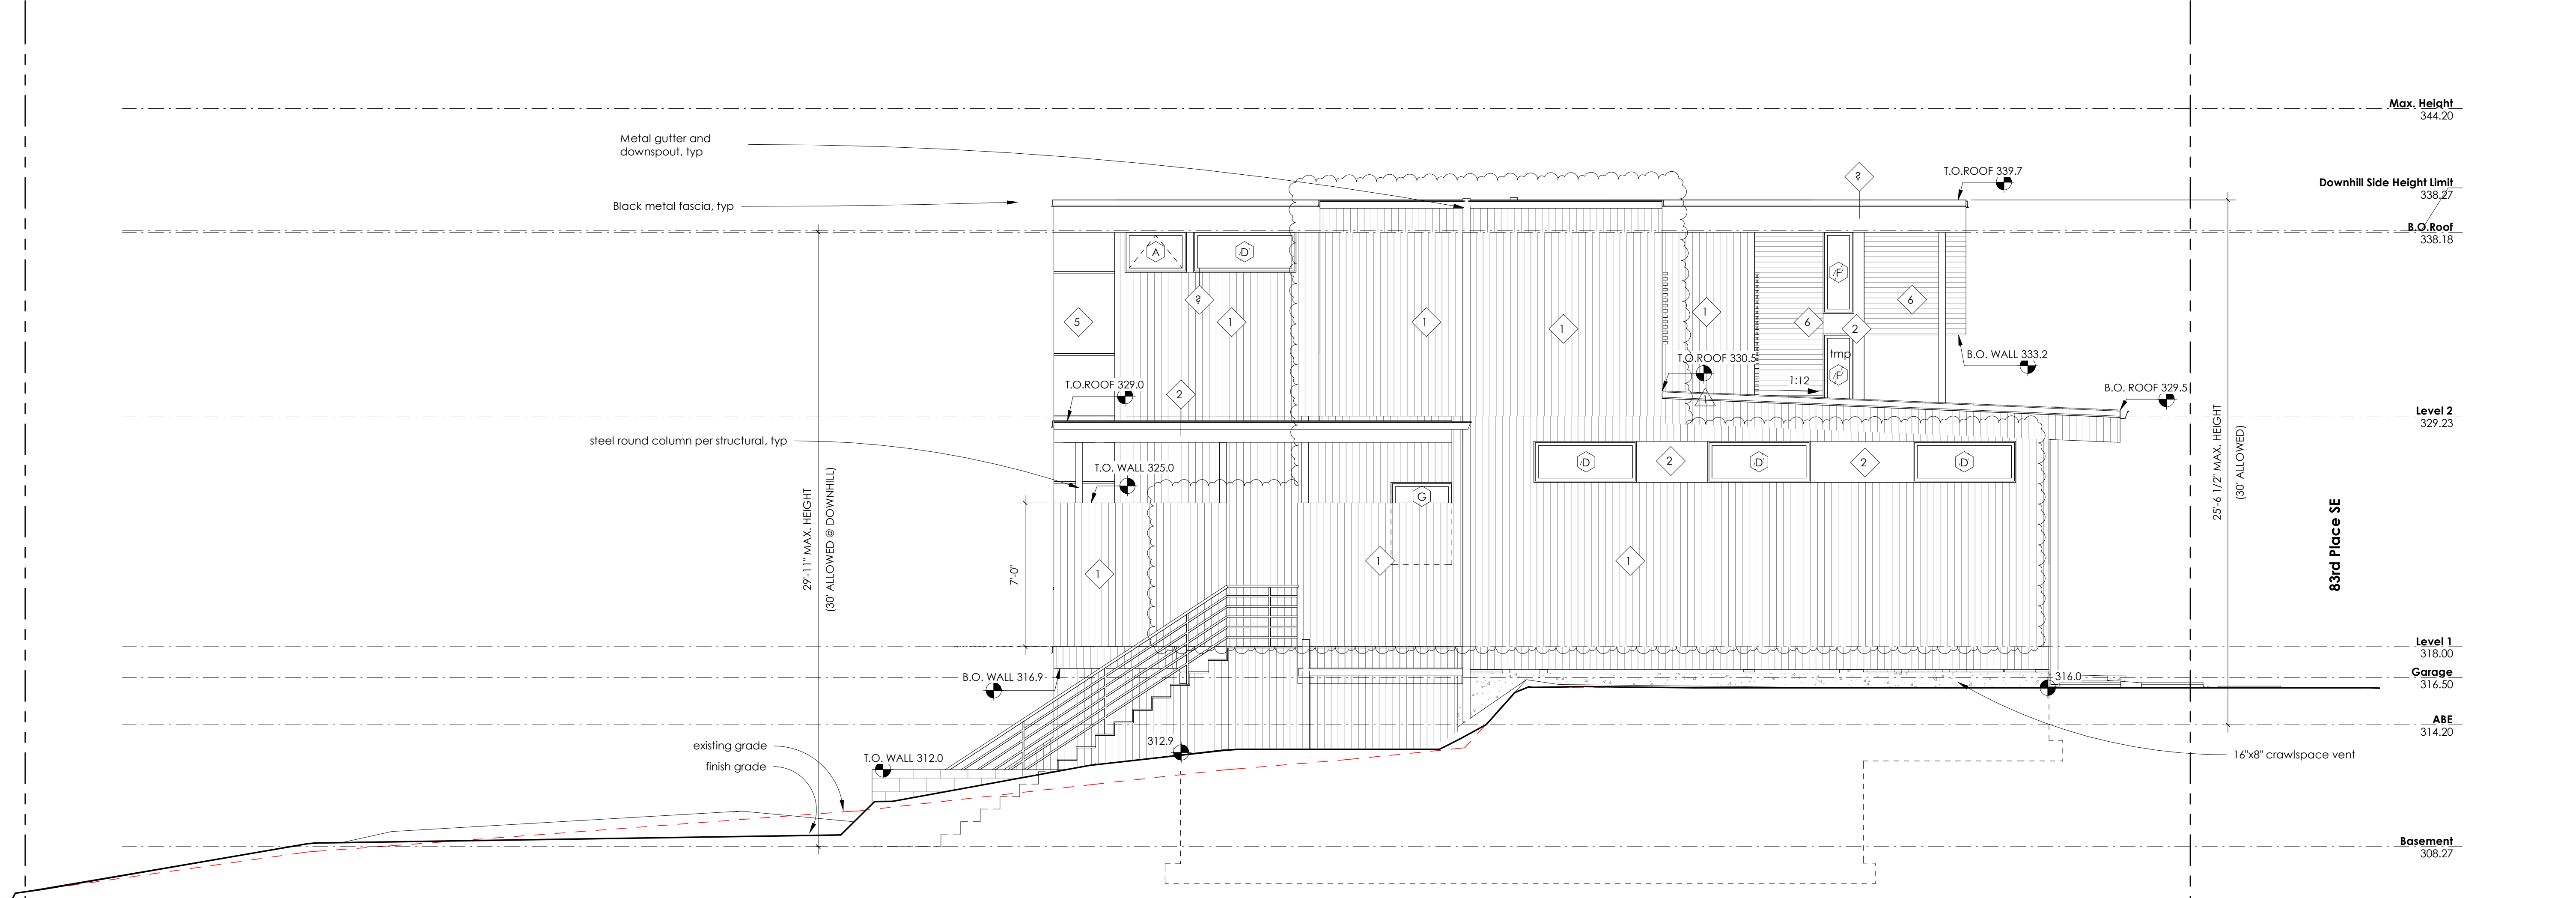 Max. Height
344.20
Metal gutter and
downspout, typ
T.O.ROOF 339.7
?
Downhill Side Height Limit
338.27
Black metal fascia, typ
B.O.Roof
338.18
A
D
F
?
6
5
1
1
1
1
6
2
tmp
B.O. WALL 333.2
T.O.ROOF 330.5
F
1:12
T.O.ROOF 329.0
2
1
B.O. ROOF 329.5
Level 2
329.23
steel round column per structural, typ
T.O. WALL 325.0
D
2
D
2
D
G
29'-11" MAX. HEIGHT
(30' ALLOWED @ DOWNHILL)
7'-0"
1
1
1
25'-6 1/2" MAX. HEIGHT
(30' ALLOWED)
83rd Place SE
Level 1
318.00
B.O. WALL 316.9
316.0
Garage
316.50
ABE
314.20
existing grade
finish grade
312.9
T.O. WALL 312.0
16"x8" crawlspace vent
Basement
308.27